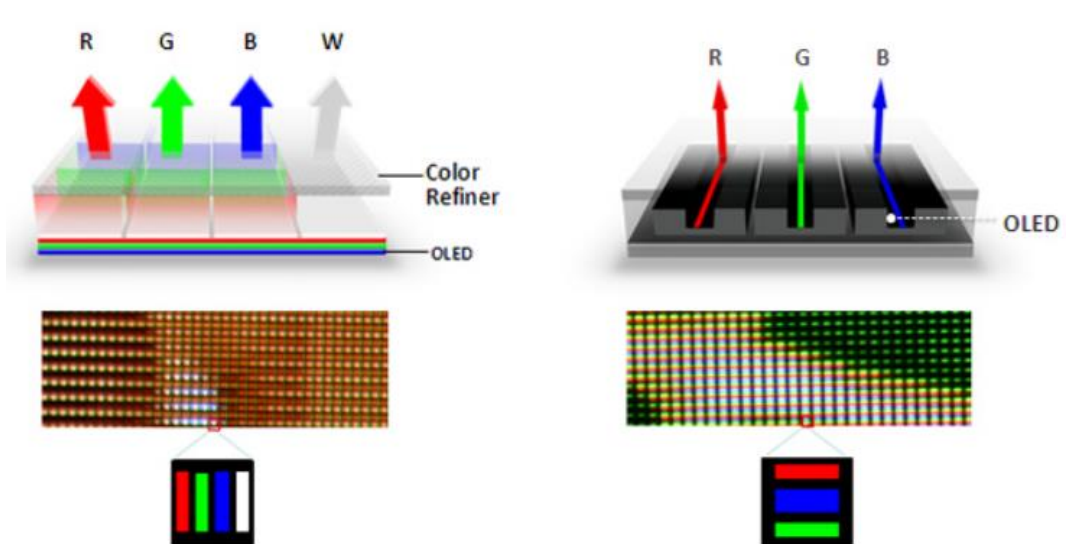 R G B W
Color
Refiner
OLED
R G B
OLED